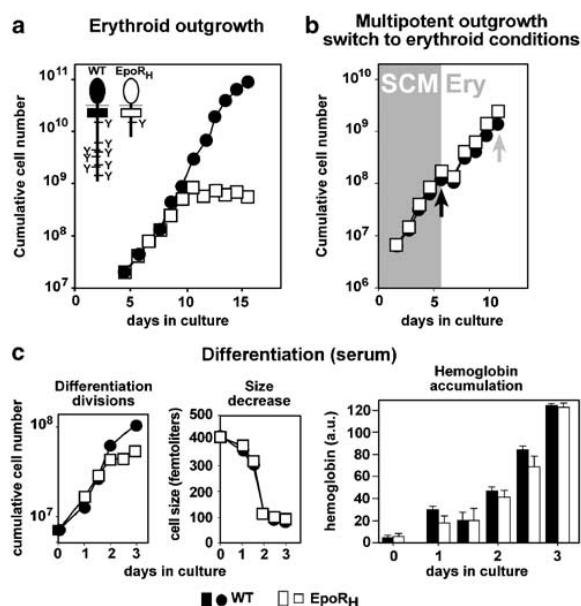 a
Erythroid outgrowth
WT
EpoRH
Y
Y
Y
Y
Y
Y
Y
Y
Y
10^11
10^10
10^9
10^8
10^7
Cumulative cell number
5
10
15
days in culture
b
Multipotent outgrowth
switch to erythroid conditions
SCM Ery
10^10
10^9
10^8
10^7
10^6
Cumulative cell number
0
5
10
days in culture
c
Differentiation (serum)
Differentiation
divisions
10^8
10^7
cumulative cell number
0
1
2
3
days in culture
Size
decrease
500
400
300
200
100
0
cell size (femtoliters)
0
1
2
3
days in culture
Hemoglobin
accumulation
120
100
80
60
40
20
0
hemoglobin (a.u.)
0
1
2
3
days in culture
WT
EpoRH